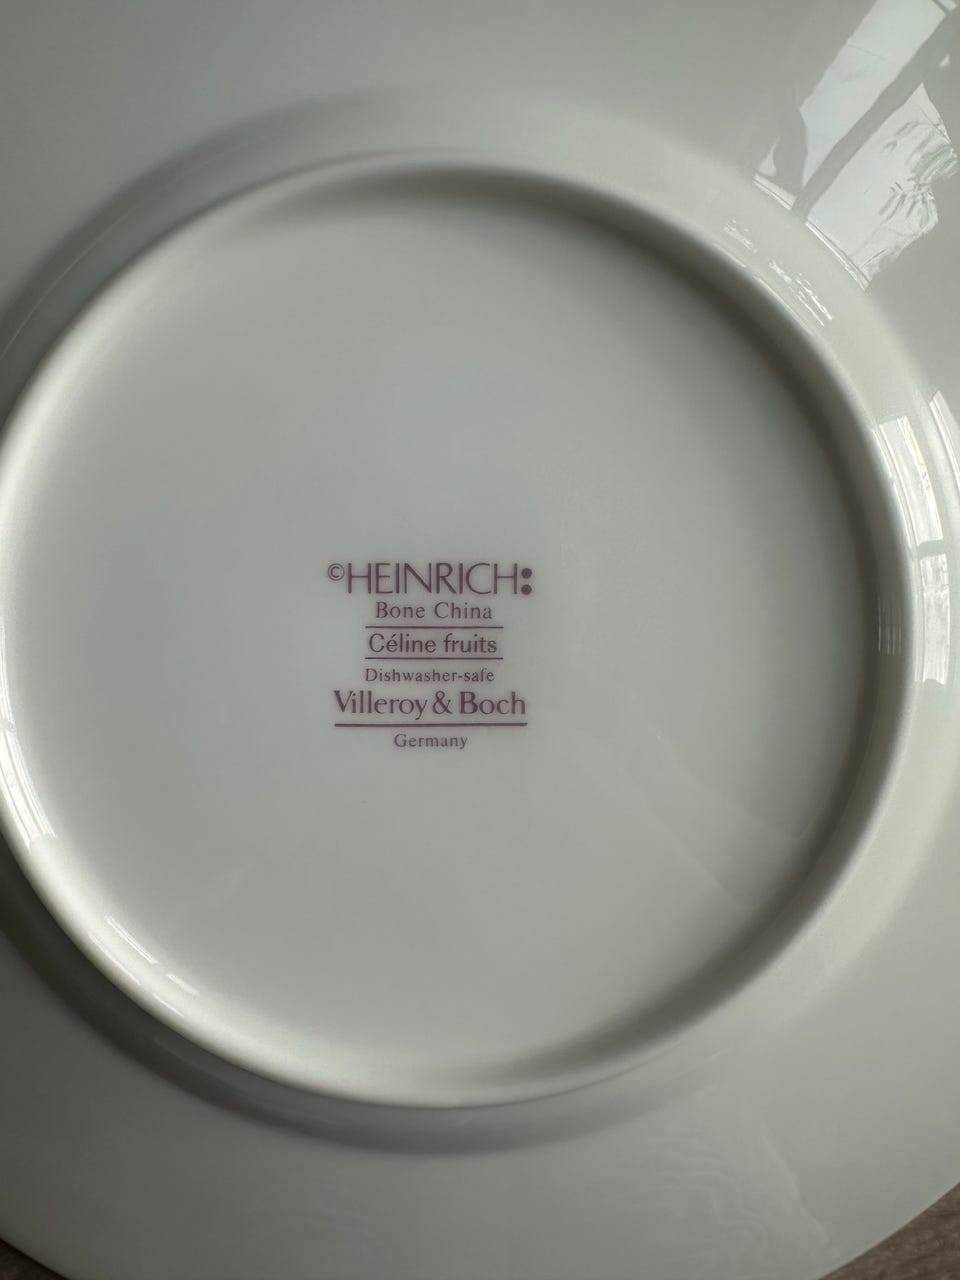 ©HEINRICH:
Bone China
Céline fruits
Dishwasher-safe
Villeroy & Boch
Germany